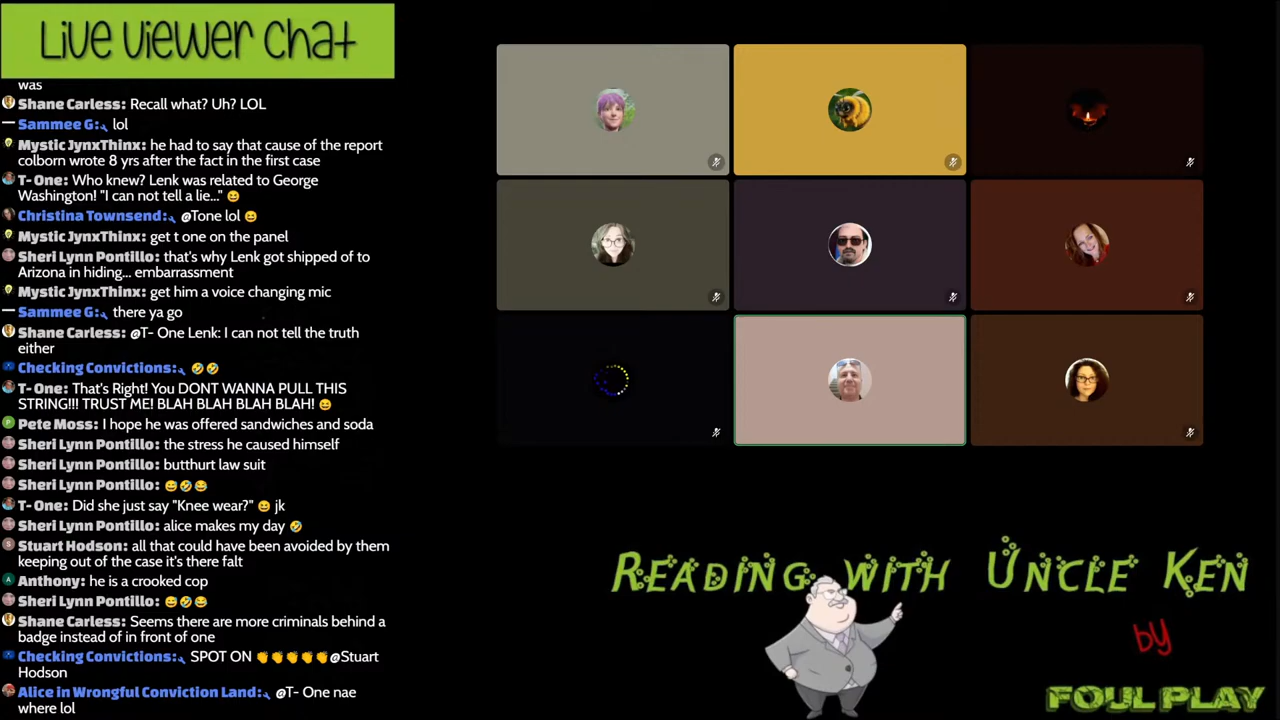 Live Viewer Chat
was
Shane Carless: Recall what? Uh? LOL
Sammee G: lol
Mystic JynxThinx: he had to say that cause of the report
colborn wrote 8 yrs after the fact in the first case
T- One: Who knew? Lenk was related to George
Washington! "I can not tell a lie..." 😆
Christina Townsend: @Tone lol 😆
Mystic JynxThinx: get t one on the panel
Sheri Lynn Pontillo: that's why Lenk got shipped of to
Arizona in hiding... embarrassment
Mystic JynxThinx: get him a voice changing mic
Sammee G: there ya go
Shane Carless: @T- One Lenk: I can not tell the truth
either
Checking Convictions: 🤣🤣
T- One: That's Right! You DONT WANNA PULL THIS
STRING!!! TRUST ME! BLAH BLAH BLAH BLAH! 😆
P
Pete Moss: I hope he was offered sandwiches and soda
Sheri Lynn Pontillo: the stress he caused himself
Sheri Lynn Pontillo: butthurt law suit
Sheri Lynn Pontillo: 😅🤣😂
T- One: Did she just say "Knee wear?" 😆 jk
Sheri Lynn Pontillo: alice makes my day 🤣
S
Stuart Hodson: all that could have been avoided by them
keeping out of the case it's there falt
A
Anthony: he is a crooked cop
Sheri Lynn Pontillo: 😅🤣😂
Shane Carless: Seems there are more criminals behind a
badge instead of in front of one
Checking Convictions: SPOT ON 👏👏👏👏👏@Stuart
Hodson
Alice in Wrongful Conviction Land: @T- One nae
where lol
Reading with Uncle Ken
by
FOUL PLAY